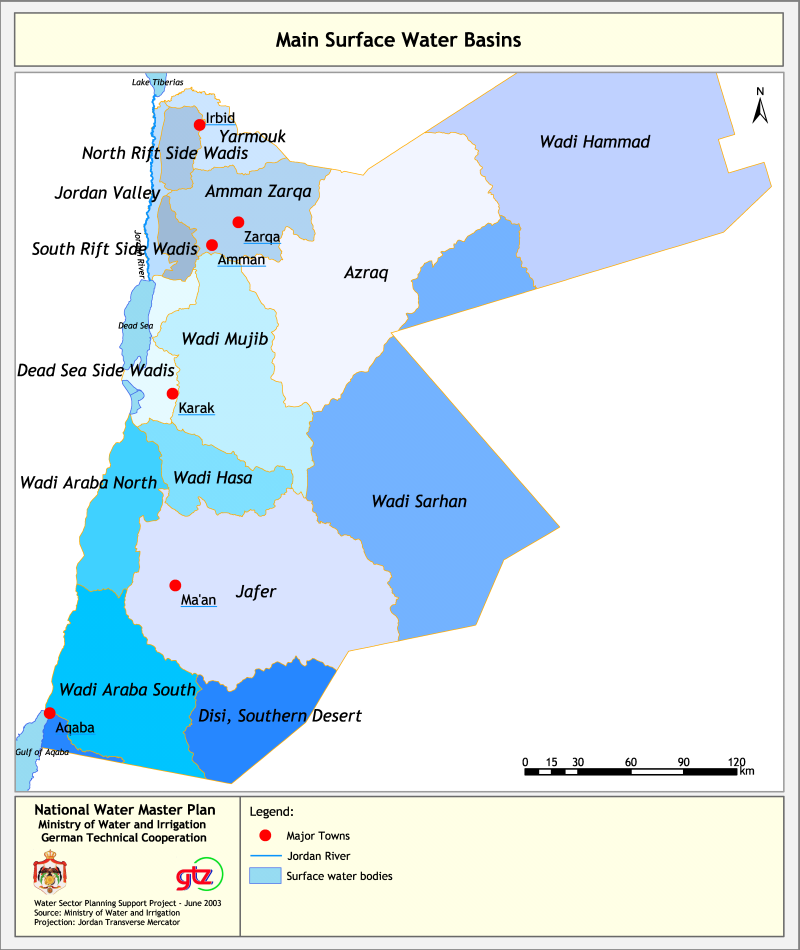 Main Surface Water Basins
Lake Tiberias
N
Irbid
Yarmouk
Wadi Hammad
North Rift Side Wadis
Jordan Valley
Amman Zarqa
Zarqa
Jordan River
South Rift Side Wadis
Amman
Azraq
Dead Sea
Wadi Mujib
Dead Sea Side Wadis
Karak
Wadi Hasa
Wadi Araba North
Wadi Sarhan
Ma'an
Jafer
Wadi Araba South
Disi, Southern Desert
Aqaba
Gulf of Aqaba
0 15 30 60 90 120
km
National Water Master Plan
Ministry of Water and Irrigation
German Technical Cooperation
gtz
Water Sector Planning Support Project - June 2003
Source: Ministry of Water and Irrigation
Projection: Jordan Transverse Mercator
Legend:
Major Towns
Jordan River
Surface water bodies